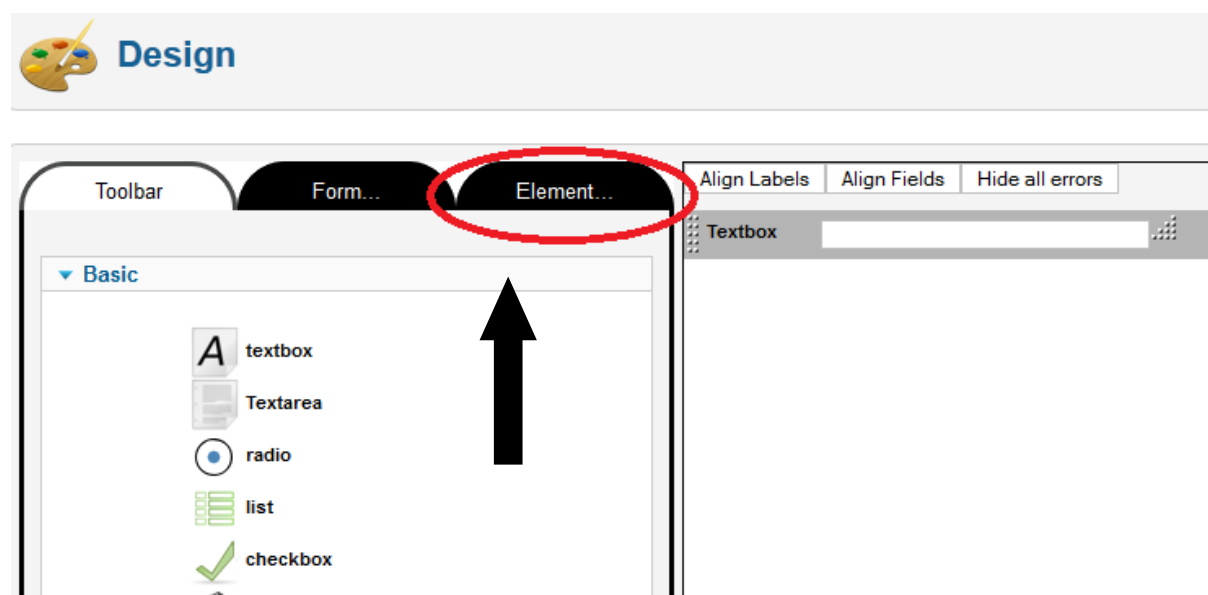 Design
Toolbar Form... Element...
Align Labels Align Fields Hide all errors
Textbox
Basic
A textbox
Textarea
radio
list
checkbox